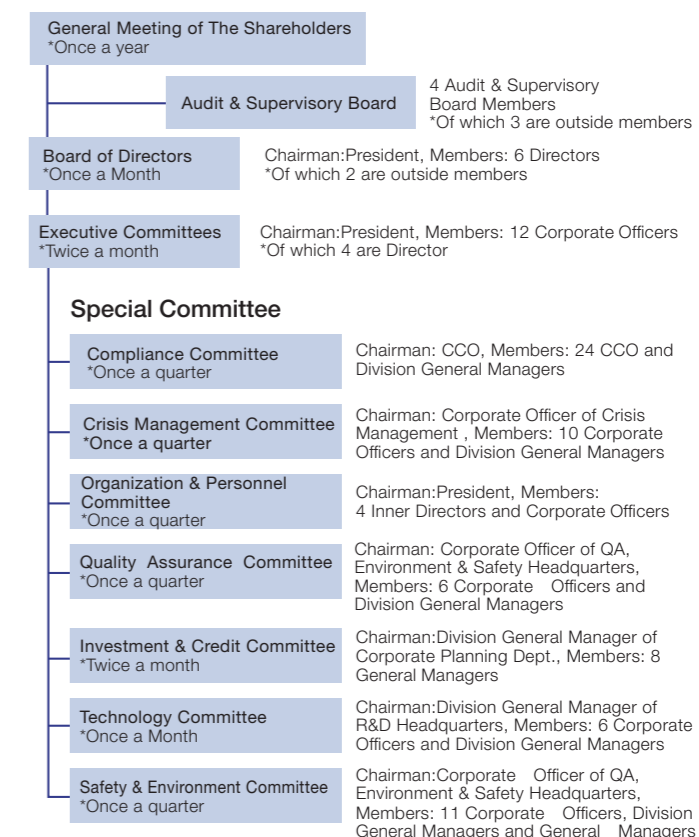 General Meeting of The Shareholders
*Once a year
Audit & Supervisory Board
4 Audit & Supervisory
Board Members
*Of which 3 are outside members
Board of Directors
*Once a Month
Chairman:President, Members: 6 Directors
*Of which 2 are outside members
Executive Committees
*Twice a month
Chairman:President, Members: 12 Corporate Officers
*Of which 4 are Director
Special Committee
Compliance Committee
*Once a quarter
Chairman: CCO, Members: 24 CCO and
Division General Managers
Crisis Management Committee
*Once a quarter
Chairman: Corporate Officer of Crisis
Management , Members: 10 Corporate
Officers and Division General Managers
Organization & Personnel
Committee
*Once a quarter
Chairman:President, Members:
4 Inner Directors and Corporate Officers
Quality Assurance Committee
*Once a quarter
Chairman: Corporate Officer of QA,
Environment & Safety Headquarters,
Members: 6 Corporate Officers and
Division General Managers
Investment & Credit Committee
*Twice a month
Chairman:Division General Manager of
Corporate Planning Dept., Members: 8
General Managers
Technology Committee
*Once a Month
Chairman:Division General Manager of
R&D Headquarters, Members: 6 Corporate
Officers and Division General Managers
Safety & Environment Committee
*Once a quarter
Chairman:Corporate Officer of QA,
Environment & Safety Headquarters,
Members: 11 Corporate Officers, Division
General Managers and General Managers